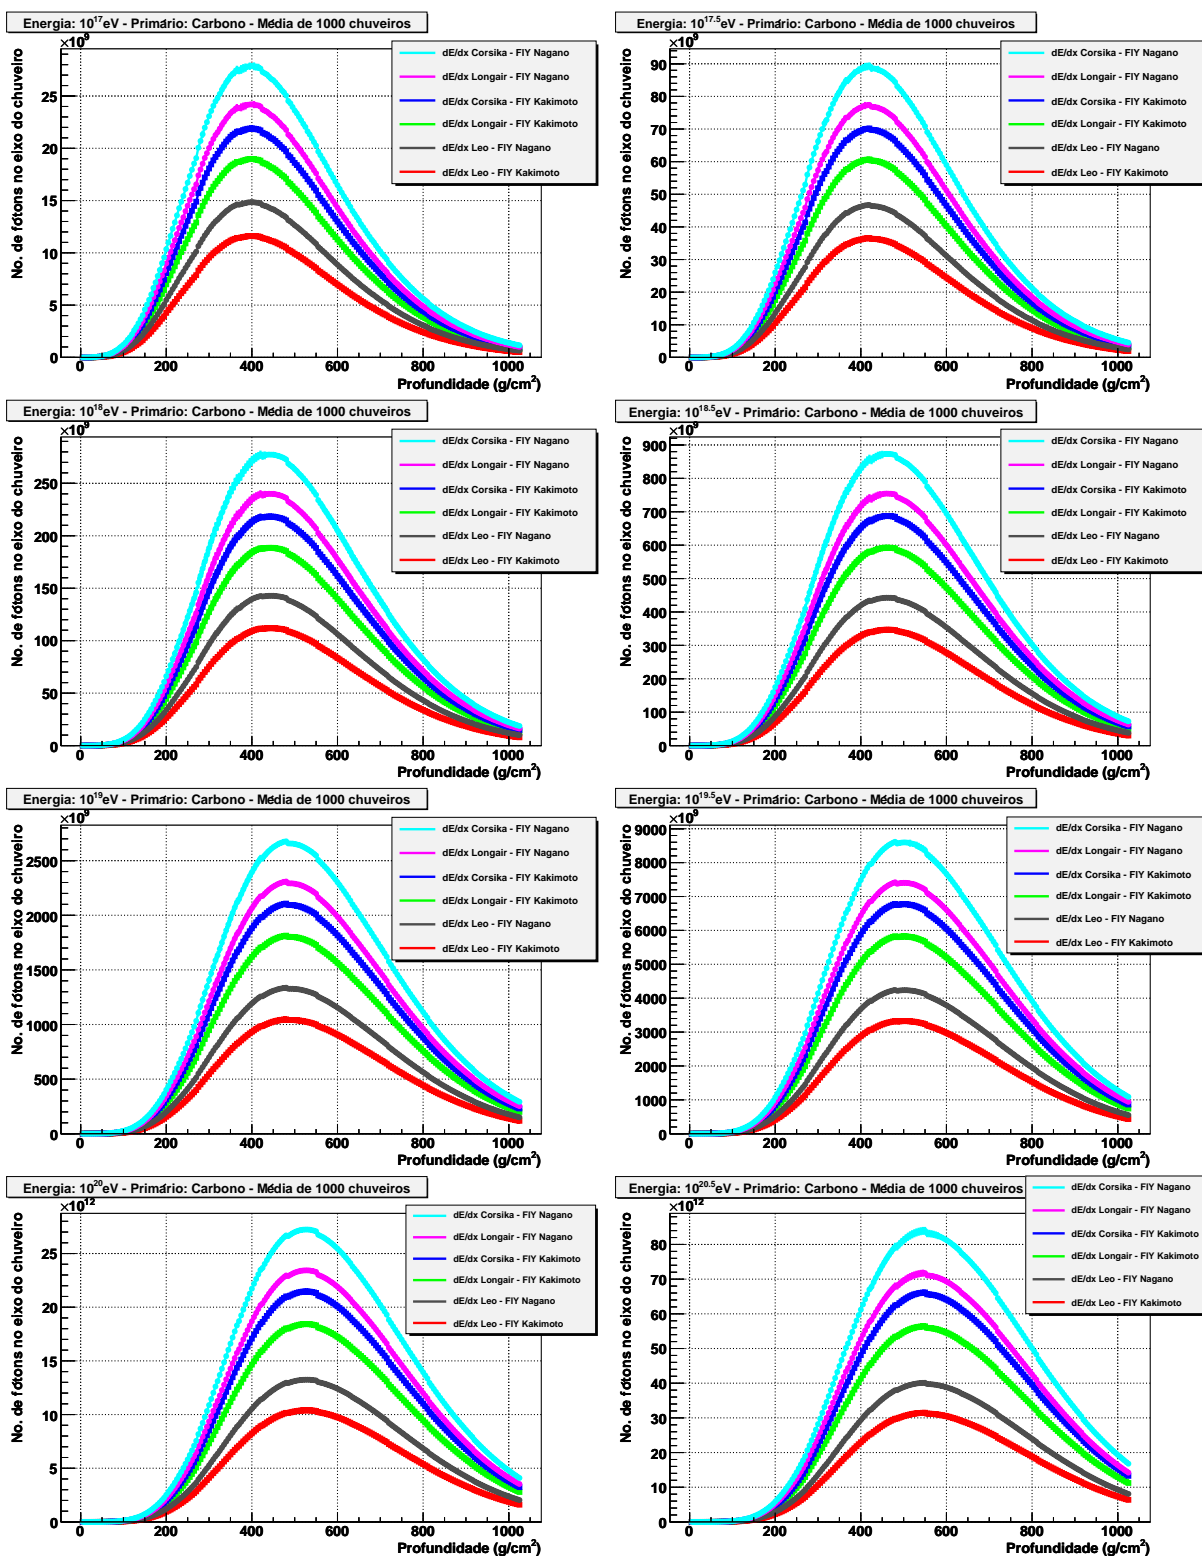 Energia: 10^17 eV - Primário: Carbono - Média de 1000 chuveiros
×10^9
No. de fótons no eixo do chuveiro
dE/dx Corsika - FIY Nagano
dE/dx Longair - FIY Nagano
dE/dx Corsika - FIY Kakimoto
dE/dx Longair - FIY Kakimoto
dE/dx Leo - FIY Nagano
dE/dx Leo - FIY Kakimoto
25
20
15
10
5
0
0 200 400 600 800 1000
Profundidade (g/cm²)
Energia: 10^17.5 eV - Primário: Carbono - Média de 1000 chuveiros
×10^9
No. de fótons no eixo do chuveiro
dE/dx Corsika - FIY Nagano
dE/dx Longair - FIY Nagano
dE/dx Corsika - FIY Kakimoto
dE/dx Longair - FIY Kakimoto
dE/dx Leo - FIY Nagano
dE/dx Leo - FIY Kakimoto
90
80
70
60
50
40
30
20
10
0
0 200 400 600 800 1000
Profundidade (g/cm²)
Energia: 10^18 eV - Primário: Carbono - Média de 1000 chuveiros
×10^9
No. de fótons no eixo do chuveiro
dE/dx Corsika - FIY Nagano
dE/dx Longair - FIY Nagano
dE/dx Corsika - FIY Kakimoto
dE/dx Longair - FIY Kakimoto
dE/dx Leo - FIY Nagano
dE/dx Leo - FIY Kakimoto
250
200
150
100
50
0
0 200 400 600 800 1000
Profundidade (g/cm²)
Energia: 10^18.5 eV - Primário: Carbono - Média de 1000 chuveiros
×10^9
No. de fótons no eixo do chuveiro
dE/dx Corsika - FIY Nagano
dE/dx Longair - FIY Nagano
dE/dx Corsika - FIY Kakimoto
dE/dx Longair - FIY Kakimoto
dE/dx Leo - FIY Nagano
dE/dx Leo - FIY Kakimoto
900
800
700
600
500
400
300
200
100
0
0 200 400 600 800 1000
Profundidade (g/cm²)
Energia: 10^19 eV - Primário: Carbono - Média de 1000 chuveiros
×10^9
No. de fótons no eixo do chuveiro
dE/dx Corsika - FIY Nagano
dE/dx Longair - FIY Nagano
dE/dx Corsika - FIY Kakimoto
dE/dx Longair - FIY Kakimoto
dE/dx Leo - FIY Nagano
dE/dx Leo - FIY Kakimoto
2500
2000
1500
1000
500
0
0 200 400 600 800 1000
Profundidade (g/cm²)
Energia: 10^19.5 eV - Primário: Carbono - Média de 1000 chuveiros
×10^9
No. de fótons no eixo do chuveiro
dE/dx Corsika - FIY Nagano
dE/dx Longair - FIY Nagano
dE/dx Corsika - FIY Kakimoto
dE/dx Longair - FIY Kakimoto
dE/dx Leo - FIY Nagano
dE/dx Leo - FIY Kakimoto
9000
8000
7000
6000
5000
4000
3000
2000
1000
0
0 200 400 600 800 1000
Profundidade (g/cm²)
Energia: 10^20 eV - Primário: Carbono - Média de 1000 chuveiros
×10^12
No. de fótons no eixo do chuveiro
dE/dx Corsika - FIY Nagano
dE/dx Longair - FIY Nagano
dE/dx Corsika - FIY Kakimoto
dE/dx Longair - FIY Kakimoto
dE/dx Leo - FIY Nagano
dE/dx Leo - FIY Kakimoto
25
20
15
10
5
0
0 200 400 600 800 1000
Profundidade (g/cm²)
Energia: 10^20.5 eV - Primário: Carbono - Média de 1000 chuveiros
×10^12
No. de fótons no eixo do chuveiro
dE/dx Corsika - FIY Nagano
dE/dx Longair - FIY Nagano
dE/dx Corsika - FIY Kakimoto
dE/dx Longair - FIY Kakimoto
dE/dx Leo - FIY Nagano
dE/dx Leo - FIY Kakimoto
80
70
60
50
40
30
20
10
0
0 200 400 600 800 1000
Profundidade (g/cm²)